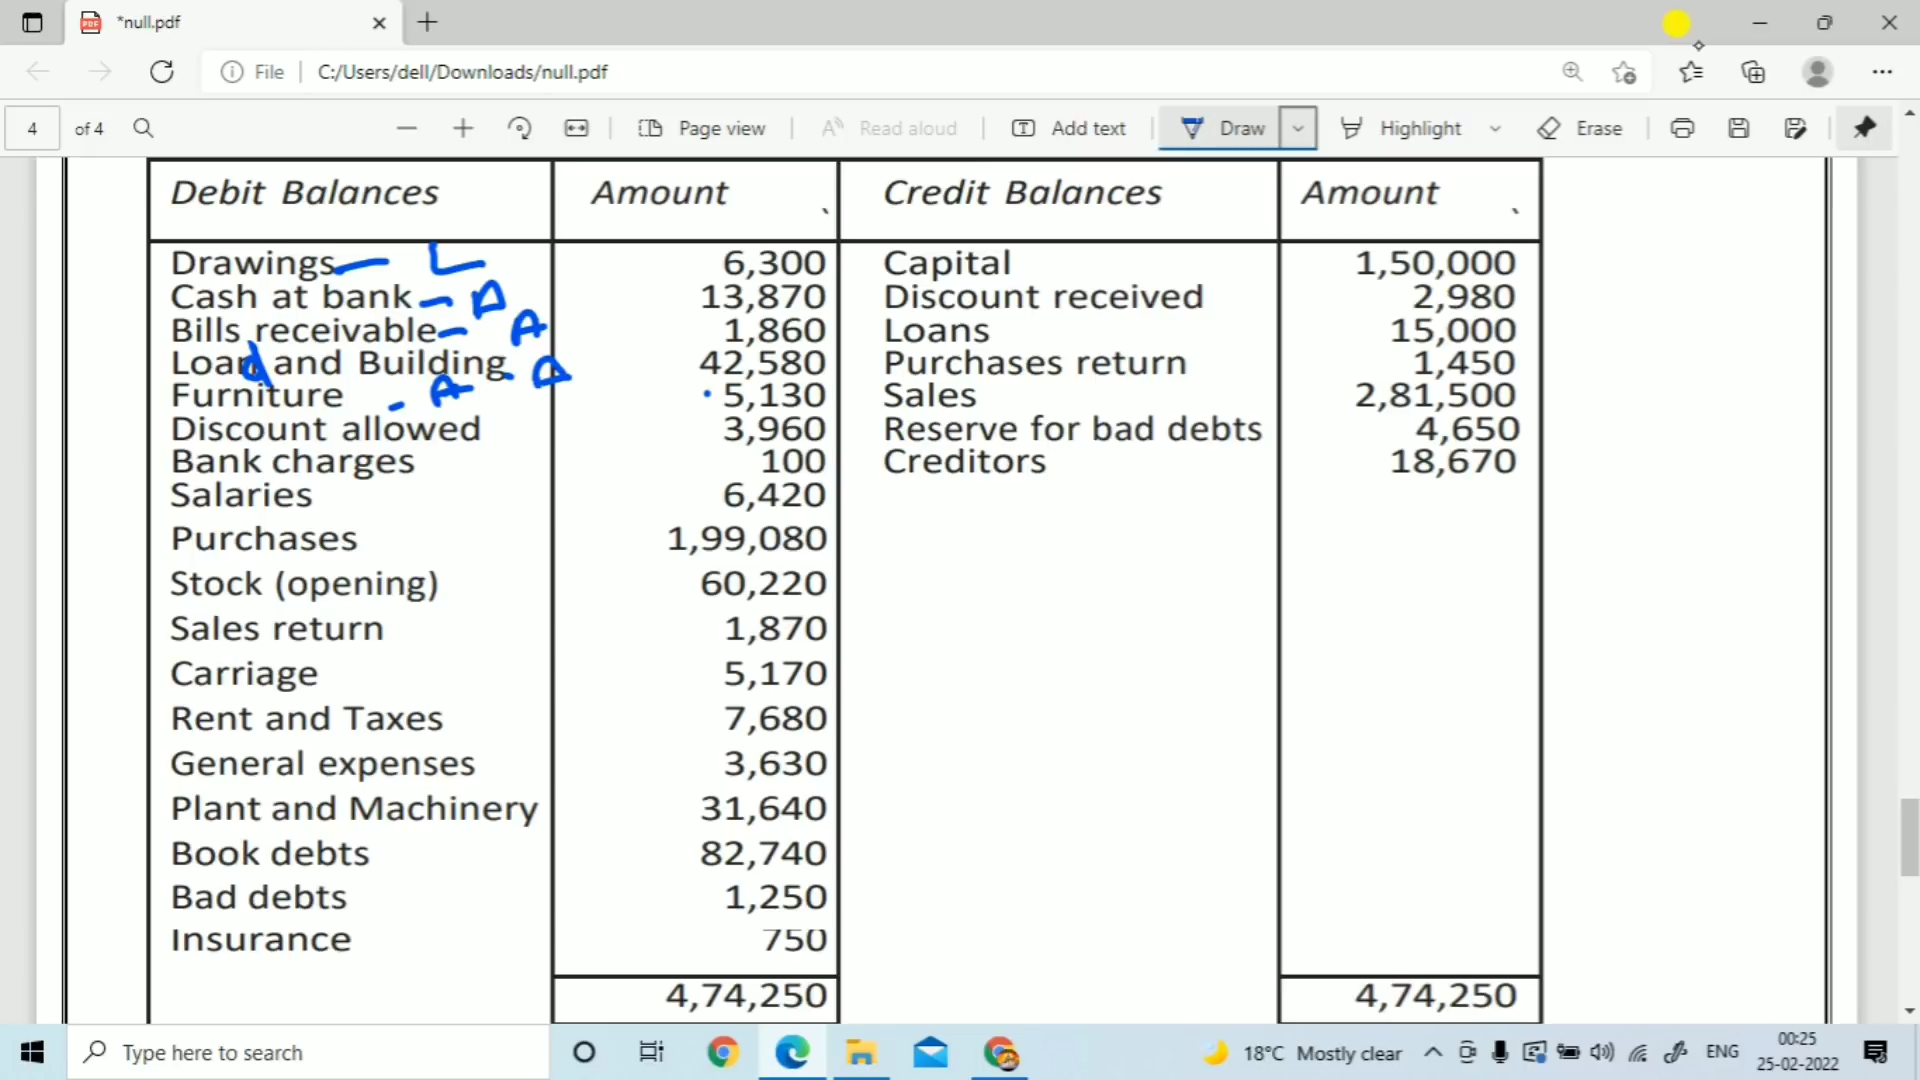 *null.pdf
File C:/Users/dell/Downloads/null.pdf
4 of 4 Page view Read aloud Add text Draw Highlight Erase
Debit Balances Amount Credit Balances Amount
Drawings — L 6,300 Capital 1,50,000
Cash at bank - A 13,870 Discount received 2,980
Bills receivable - A 1,860 Loans 15,000
Loan d and Building - A 42,580 Purchases return 1,450
Furniture - A 5,130 Sales 2,81,500
Discount allowed 3,960 Reserve for bad debts 4,650
Bank charges 100 Creditors 18,670
Salaries 6,420
Purchases 1,99,080
Stock (opening) 60,220
Sales return 1,870
Carriage 5,170
Rent and Taxes 7,680
General expenses 3,630
Plant and Machinery 31,640
Book debts 82,740
Bad debts 1,250
Insurance 750
4,74,250 4,74,250
Type here to search 18°C Mostly clear ENG 00:25
25-02-2022